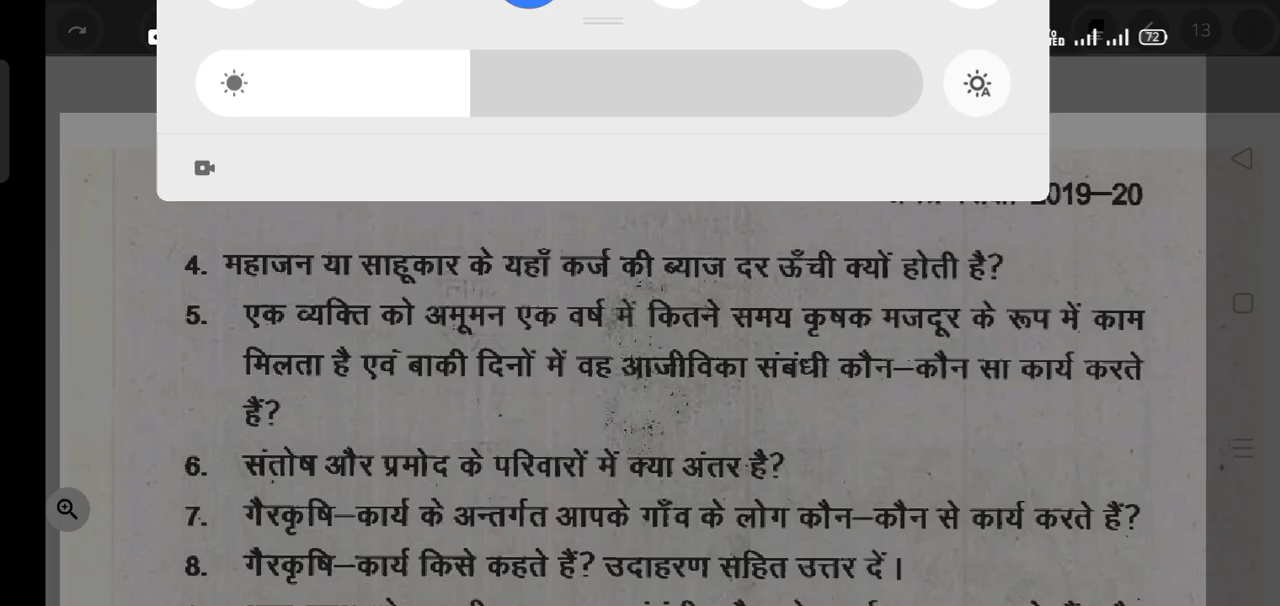 13
72
2019–20
4. महाजन या साहूकार के यहाँ कर्ज की ब्याज दर ऊँची क्यों होती है?
5. एक व्यक्ति को अमूमन एक वर्ष में कितने समय कृषक मजदूर के रूप में काम
मिलता है एवं बाकी दिनों में वह आजीविका संबंधी कौन–कौन सा कार्य करते
हैं?
6. संतोष और प्रमोद के परिवारों में क्या अंतर है?
7. गैरकृषि–कार्य के अन्तर्गत आपके गाँव के लोग कौन–कौन से कार्य करते हैं?
8. गैरकृषि–कार्य किसे कहते हैं? उदाहरण सहित उत्तर दें।